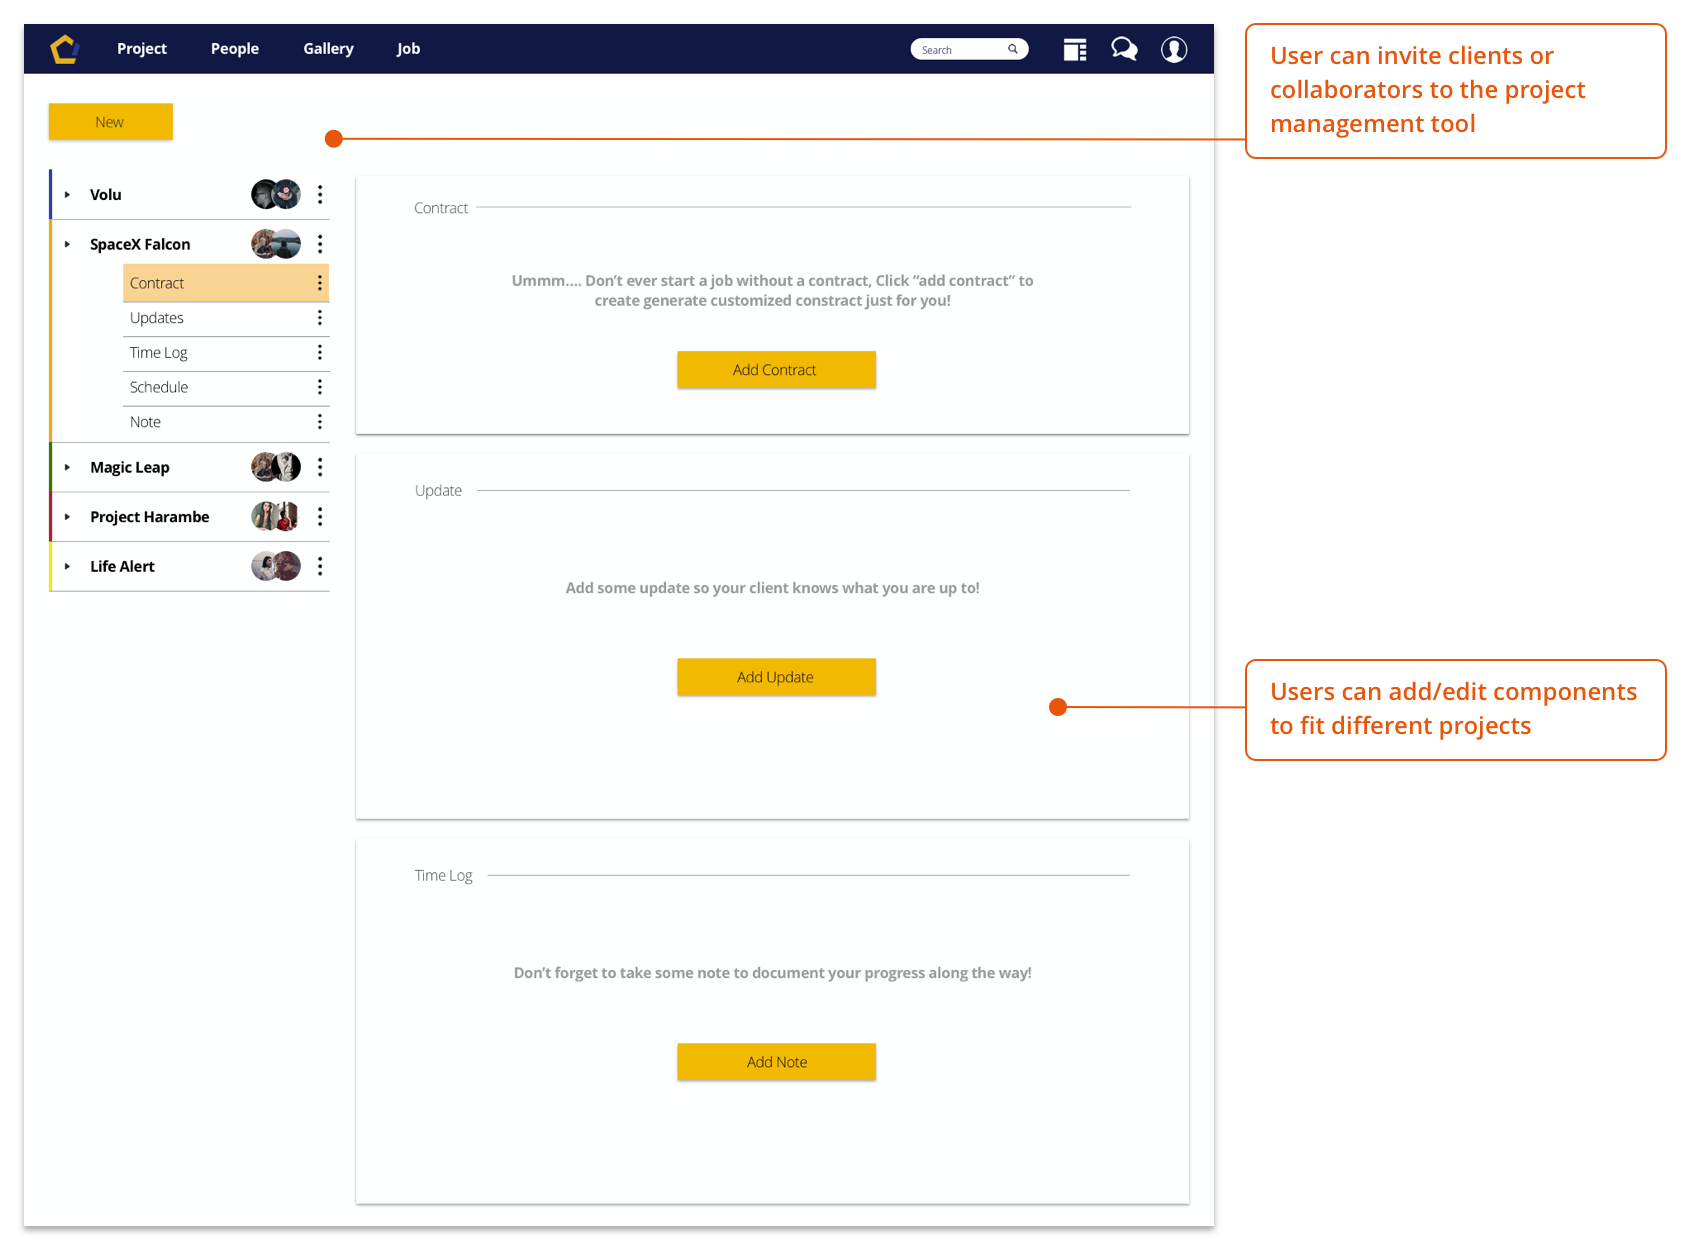 Project People Gallery Job Search
New
Volu
SpaceX Falcon
Contract
Updates
Time Log
Schedule
Note
Magic Leap
Project Harambe
Life Alert
Contract
Ummm.... Don’t ever start a job without a contract, Click “add contract” to
create generate customized constract just for you!
Add Contract
Update
Add some update so your client knows what you are up to!
Add Update
Time Log
Don’t forget to take some note to document your progress along the way!
Add Note
User can invite clients or
collaborators to the project
management tool
Users can add/edit components
to fit different projects